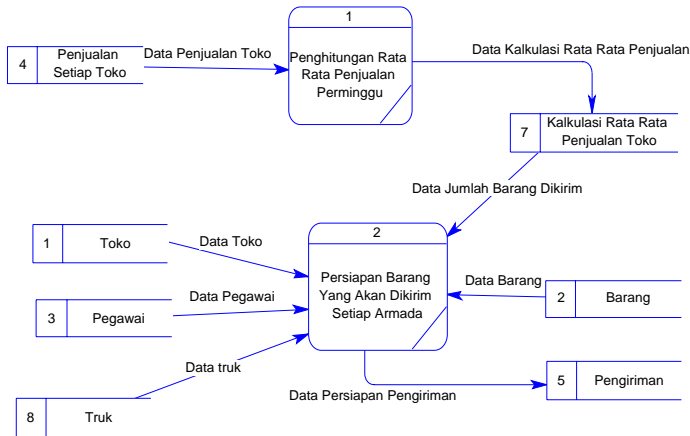 1
Penjualan
Setiap Toko
4
Data Penjualan Toko
Penghitungan Rata
Rata Penjualan
Perminggu
Data Kalkulasi Rata Rata Penjualan
7
Kalkulasi Rata Rata
Penjualan Toko
Data Jumlah Barang Dikirim
1
Toko
Data Toko
2
Persiapan Barang
Yang Akan Dikirim
Setiap Armada
Data Barang
2
Barang
3
Pegawai
Data Pegawai
Data truk
8
Truk
Data Persiapan Pengiriman
5
Pengiriman